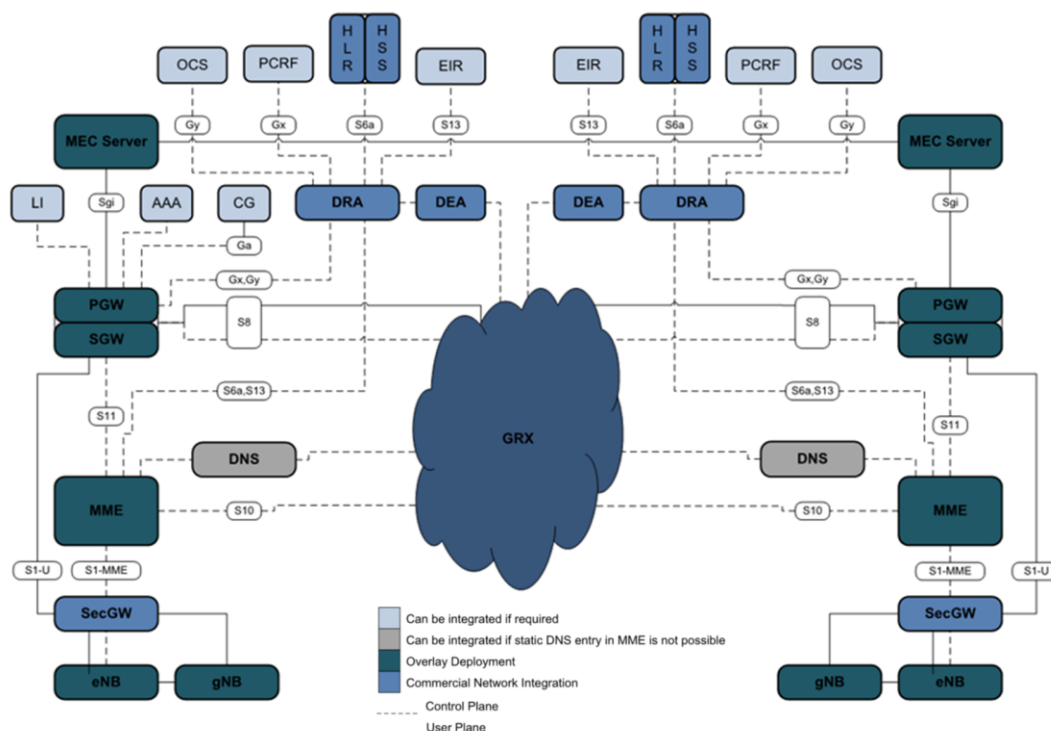 H H
L S
R S
H H
L S
R S
OCS PCRF EIR EIR PCRF OCS
Gy Gx S6a S13 S13 S6a Gx Gy
MEC Server MEC Server
LI AAA CG Sgi DRA DEA DEA DRA Sgi
Ga
Gx,Gy Gx,Gy
PGW PGW
S8 S8
SGW SGW
S6a,S13 S6a,S13
S11 S11
GRX
DNS DNS
MME MME
S10 S10
S1-U S1-MME S1-MME S1-U
SecGW SecGW
Can be integrated if required
Can be integrated if static DNS entry in MME is not possible
Overlay Deployment
eNB gNB gNB eNB
Commercial Network Integration
Control Plane
User Plane